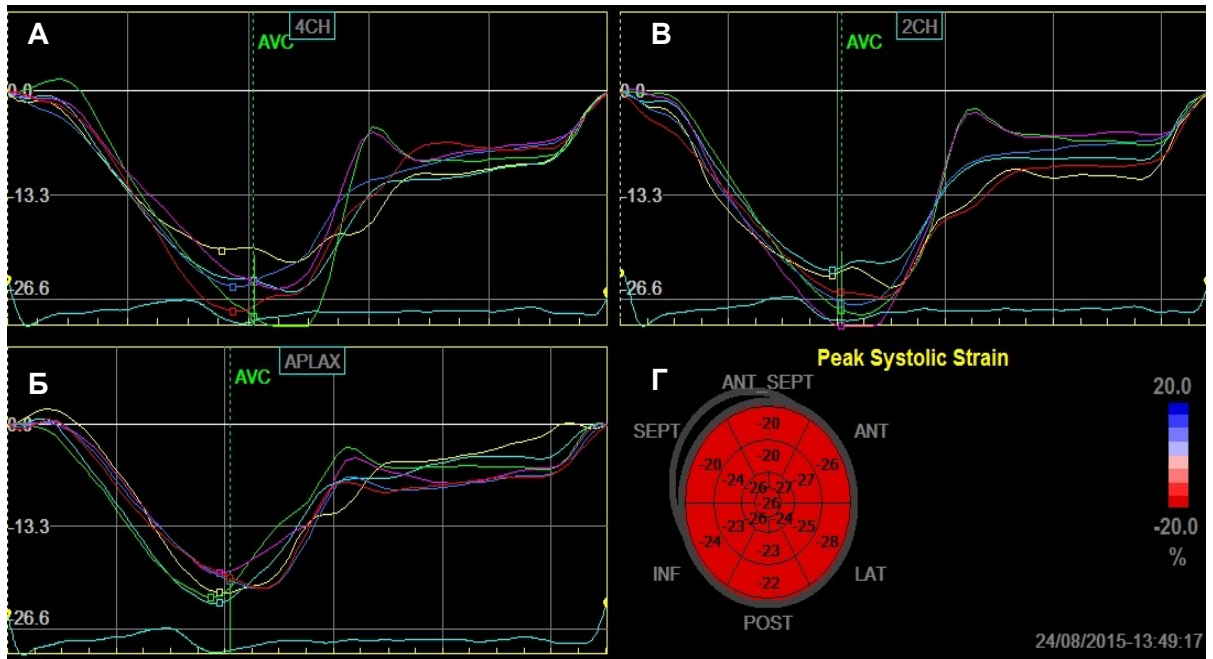 А
4CH
AVC
0.0
-13.3
-26.6
В
2CH
AVC
0.0
-13.3
-26.6
Б
APLAX
AVC
0.0
-13.3
-26.6
Г
Peak Systolic Strain
ANT_SEPT
SEPT
ANT
INF
LAT
POST
-20
-20
-26
-20
-24
-26
-27
-27
-26
-26
-24
-23
-25
-24
-23
-28
-22
20.0
-20.0
%
24/08/2015-13:49:17